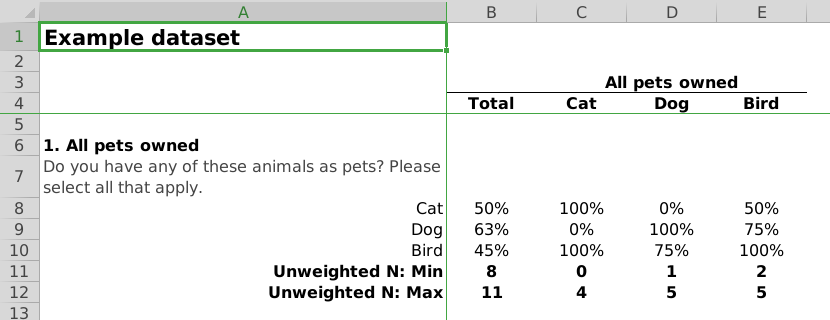 A B C D E
1 Example dataset
2
3 All pets owned
4 Total Cat Dog Bird
5
6 1. All pets owned
7 Do you have any of these animals as pets? Please
select all that apply.
8 Cat 50% 100% 0% 50%
9 Dog 63% 0% 100% 75%
10 Bird 45% 100% 75% 100%
11 Unweighted N: Min 8 0 1 2
12 Unweighted N: Max 11 4 5 5
13